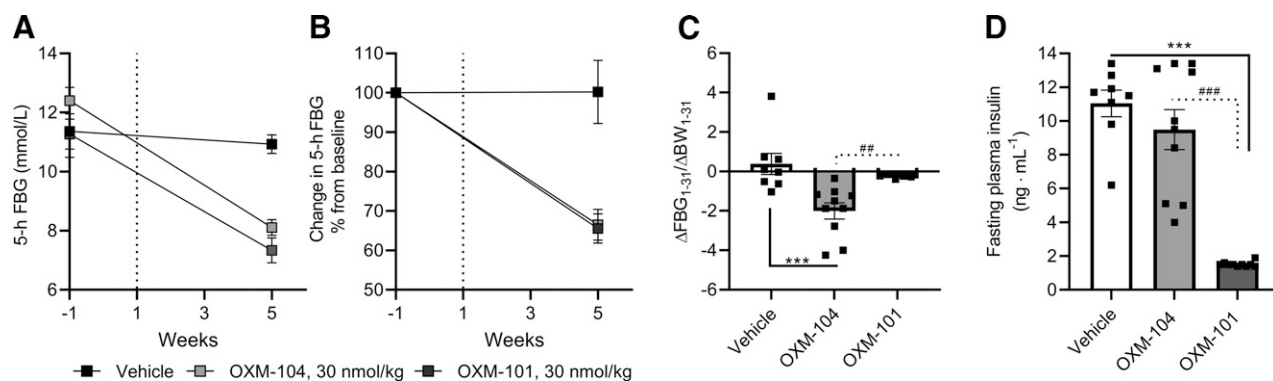 A
5-h FBG (mmol/L)
14
12
10
8
6
-1
1
3
5
Weeks
B
Change in 5-h FBG
% from baseline
110
100
90
80
70
60
50
-1
1
3
5
Weeks
C
ΔFBG1-31/ΔBW1-31
6
4
2
0
-2
-4
-6
##
***
Vehicle
OXM-104
OXM-101
D
Fasting plasma insulin
(ng · mL-1)
14
12
10
8
6
4
2
0
***
###
Vehicle
OXM-104
OXM-101
Vehicle
OXM-104, 30 nmol/kg
OXM-101, 30 nmol/kg